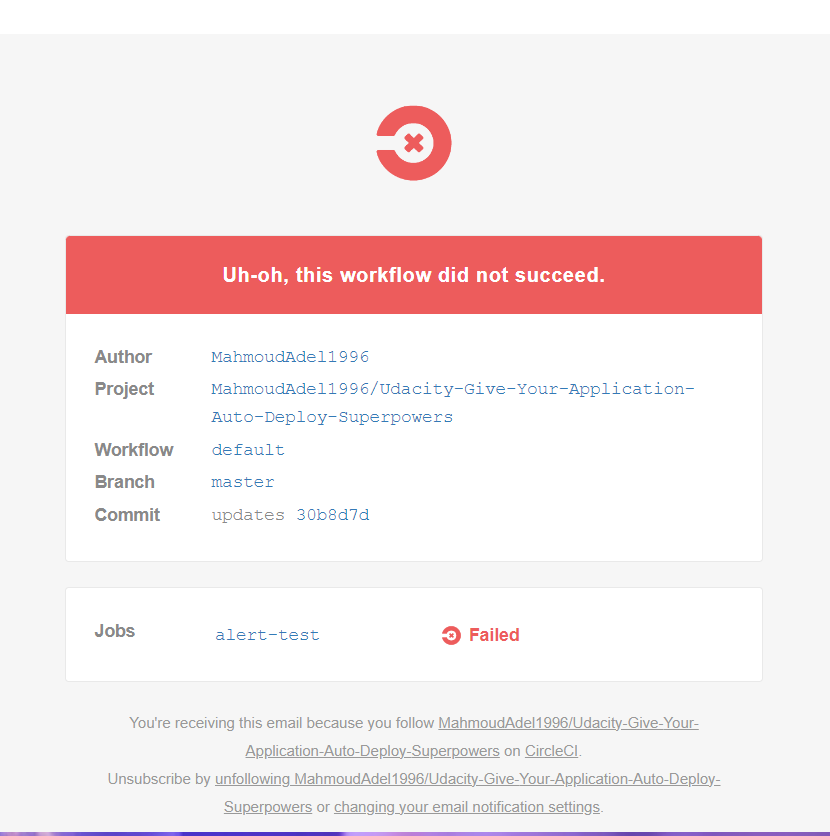 Uh-oh, this workflow did not succeed.
Author MahmoudAdel1996
Project MahmoudAdel1996/Udacity-Give-Your-Application-
Auto-Deploy-Superpowers
Workflow default
Branch master
Commit updates 30b8d7d
Jobs alert-test Failed
You're receiving this email because you follow MahmoudAdel1996/Udacity-Give-Your-
Application-Auto-Deploy-Superpowers on CircleCI.
Unsubscribe by unfollowing MahmoudAdel1996/Udacity-Give-Your-Application-Auto-Deploy-
Superpowers or changing your email notification settings.